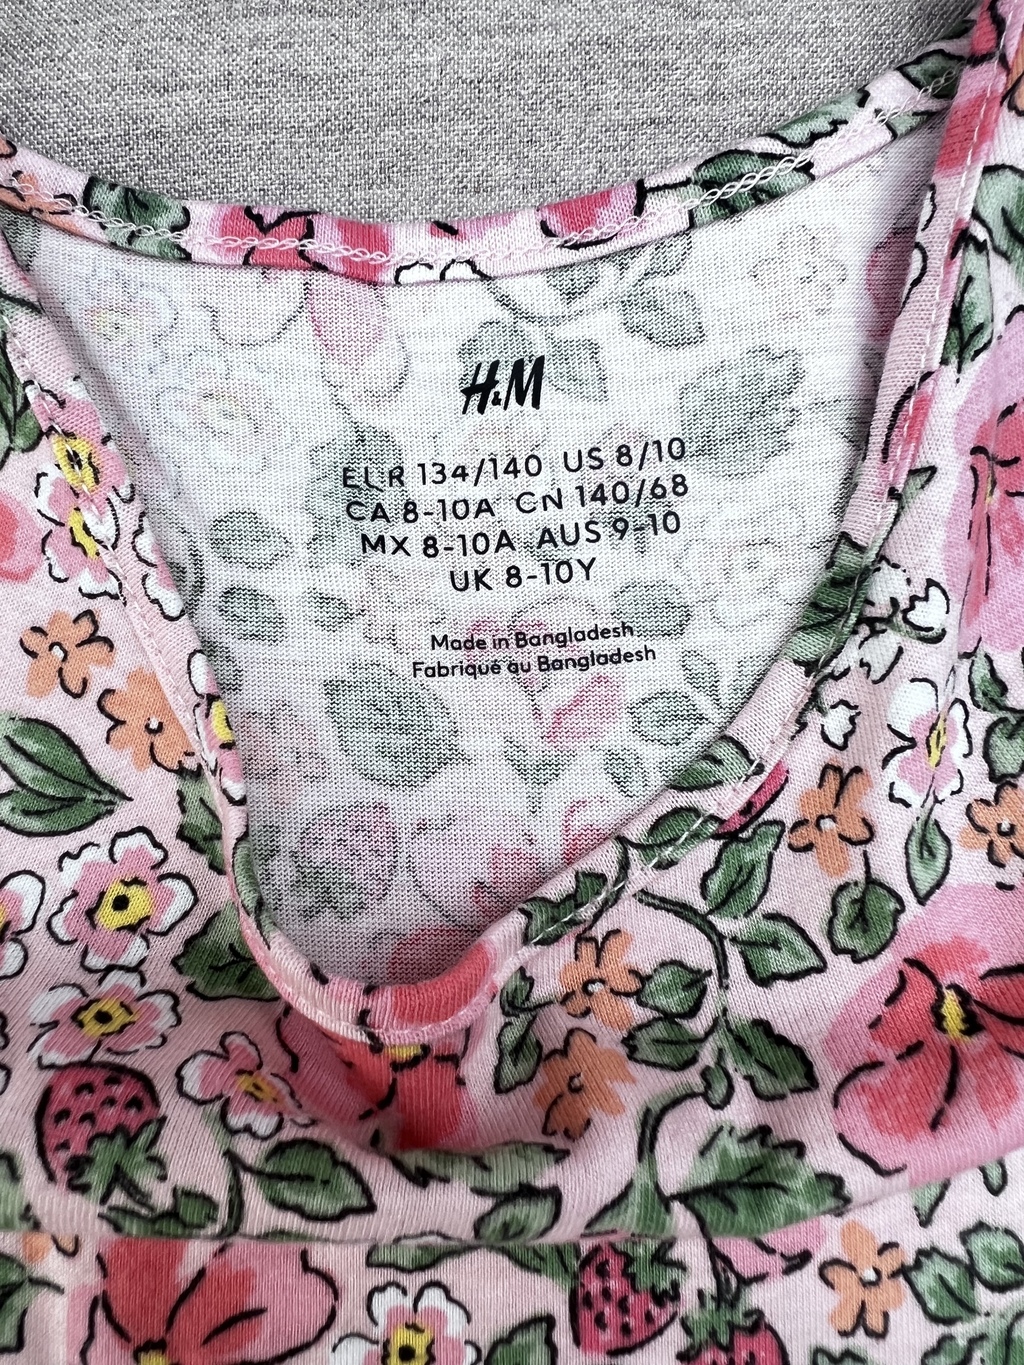 H&M
EUR 134/140 US 8/10
CA 8-10A CN 140/68
MX 8-10A AUS 9-10
UK 8-10Y
Made in Bangladesh
Fabriqué au Bangladesh